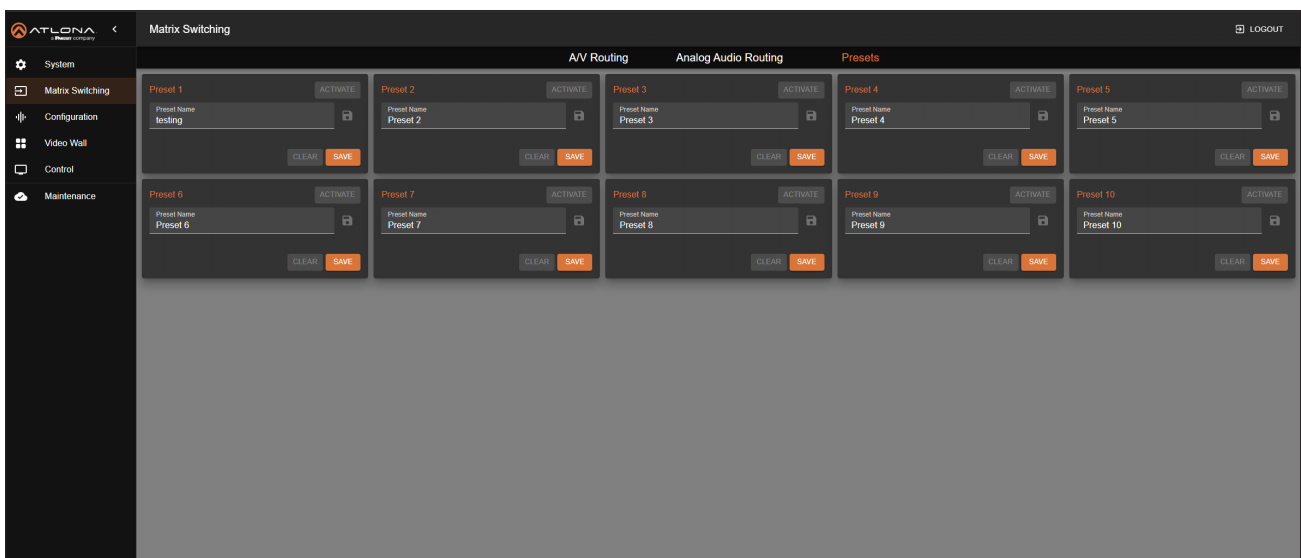 ATLONA
a Panduit company
Matrix Switching
LOGOUT
System
Matrix Switching
Configuration
Video Wall
Control
Maintenance
A/V Routing Analog Audio Routing Presets
Preset 1 ACTIVATE
Preset Name
testing
CLEAR SAVE
Preset 2 ACTIVATE
Preset Name
Preset 2
CLEAR SAVE
Preset 3 ACTIVATE
Preset Name
Preset 3
CLEAR SAVE
Preset 4 ACTIVATE
Preset Name
Preset 4
CLEAR SAVE
Preset 5 ACTIVATE
Preset Name
Preset 5
CLEAR SAVE
Preset 6 ACTIVATE
Preset Name
Preset 6
CLEAR SAVE
Preset 7 ACTIVATE
Preset Name
Preset 7
CLEAR SAVE
Preset 8 ACTIVATE
Preset Name
Preset 8
CLEAR SAVE
Preset 9 ACTIVATE
Preset Name
Preset 9
CLEAR SAVE
Preset 10 ACTIVATE
Preset Name
Preset 10
CLEAR SAVE